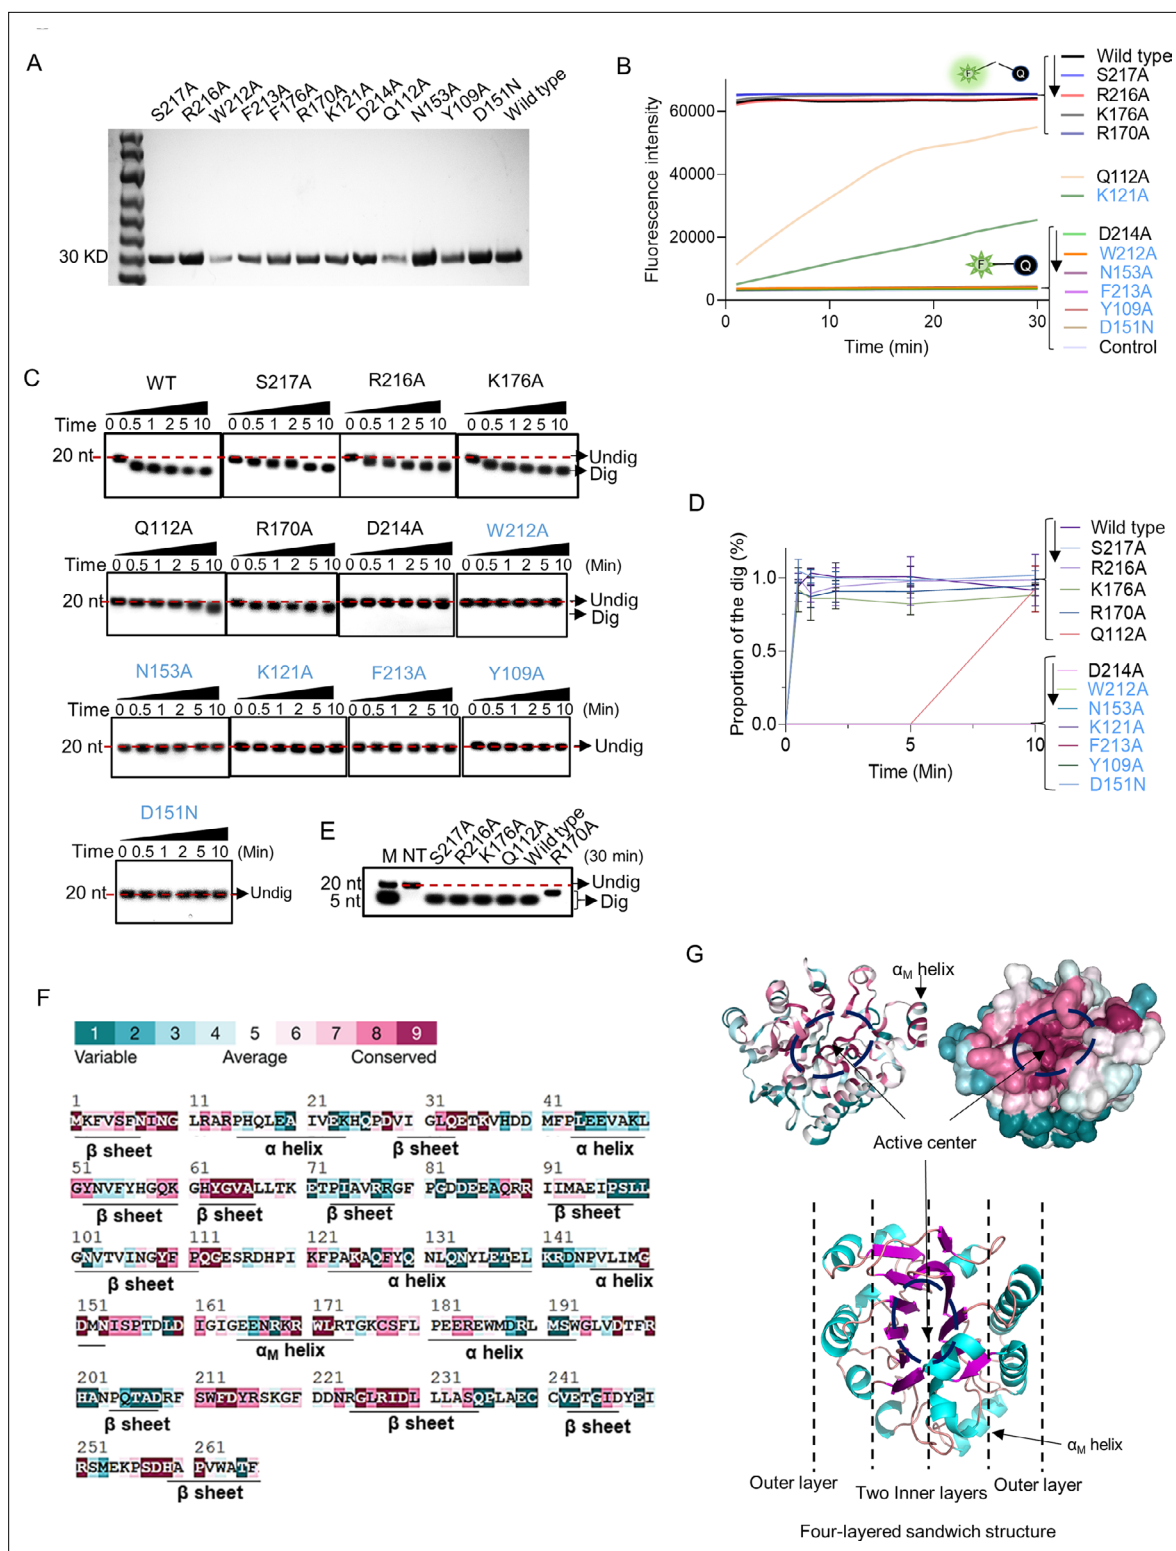 A
S217A R216A W212A F213A F176A R170A K121A D214A Q112A N153A Y109A D151N Wild type
30 KD
B
Fluorescence intensity
60000
40000
20000
0
10 20 30
Time (min)
F Q
F Q
Wild type
S217A
R216A
K176A
R170A
Q112A
K121A
D214A
W212A
N153A
F213A
Y109A
D151N
Control
C
WT S217A R216A K176A
Time 0 0.5 1 2 5 10 0 0.5 1 2 5 10 0 0.5 1 2 5 10 0 0.5 1 2 5 10
20 nt Undig
Dig
Q112A R170A D214A W212A
Time 0 0.5 1 2 5 10 0 0.5 1 2 5 10 0 0.5 1 2 5 10 0 0.5 1 2 5 10 (Min)
20 nt Undig
Dig
N153A K121A F213A Y109A
Time 0 0.5 1 2 5 10 0 0.5 1 2 5 10 0 0.5 1 2 5 10 0 0.5 1 2 5 10 (Min)
20 nt Undig
D151N
Time 0 0.5 1 2 5 10 (Min)
20 nt Undig
D
Proportion of the dig (%)
1.0
0.5
0.0
0 5 10
Time (Min)
Wild type
S217A
R216A
K176A
R170A
Q112A
D214A
W212A
N153A
K121A
F213A
Y109A
D151N
E
M NT S217A R216A K176A Q112A Wild type R170A (30 min)
20 nt Undig
5 nt Dig
F
1 2 3 4 5 6 7 8 9
Variable Average Conserved
1 11 21 31 41
MKFVSFNING LRARPHQLEA IVEKHQPDVI GLQETKVHDD MFPLEEVAKL
β sheet α helix β sheet α helix
51 61 71 81 91
GYNVFYHGQK GHYGVALLTK ETPIAVRRGF PGDDEEAQRR IIMAEIPSLL
β sheet β sheet β sheet β sheet
101 111 121 131 141
GNVTVINGYF PQGESRDHPI KFPAKAQFYQ NLQNYLETEL KRDNPVLIMG
β sheet α helix α helix
151 161 171 181 191
DMNISPTDLD IGIGEENRKR WLRTGKCSFL PEEREWMDRL MSWGLVDTFR
αM helix α helix
201 211 221 231 241
HANPQTADRF SWFDYRSKGF DDNRGLRIDL LLASQPLAEC CVETGIDYEI
β sheet β sheet β sheet
251 261
RSMEKPSDHA PVWATF
β sheet
G
αM helix
Active center
αM helix
Outer layer Two Inner layers Outer layer
Four-layered sandwich structure